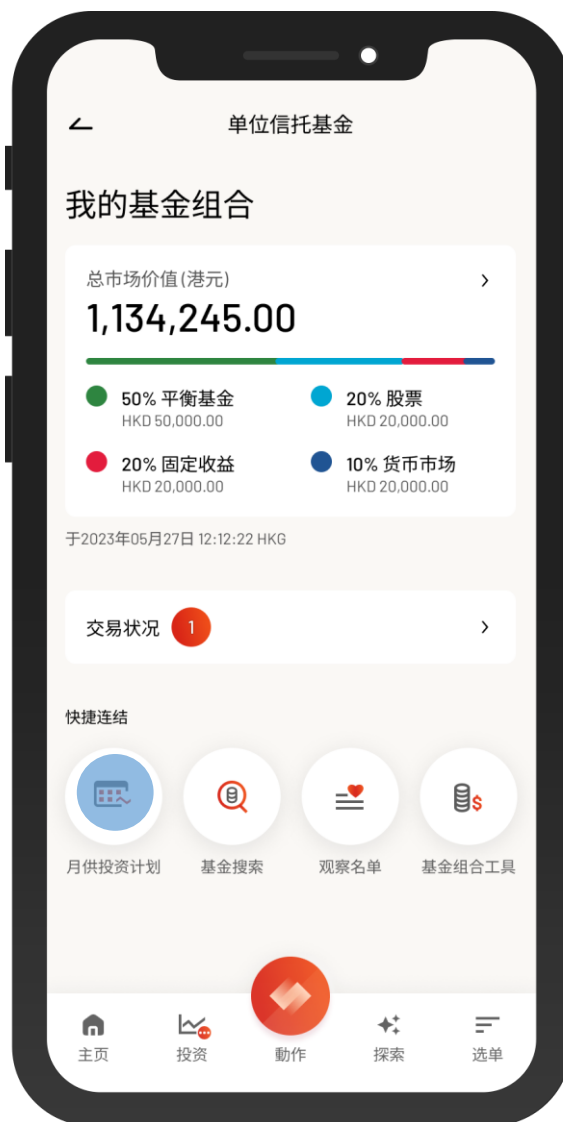 单位信托基金
我的基金组合
总市场价值(港元)
1,134,245.00
50% 平衡基金
HKD 50,000.00
20% 股票
HKD 20,000.00
20% 固定收益
HKD 20,000.00
10% 货币市场
HKD 20,000.00
于2023年05月27日 12:12:22 HKG
交易状况 1
快捷连结
月供投资计划
基金搜索
观察名单
基金组合工具
主页
投资
動作
探索
选单